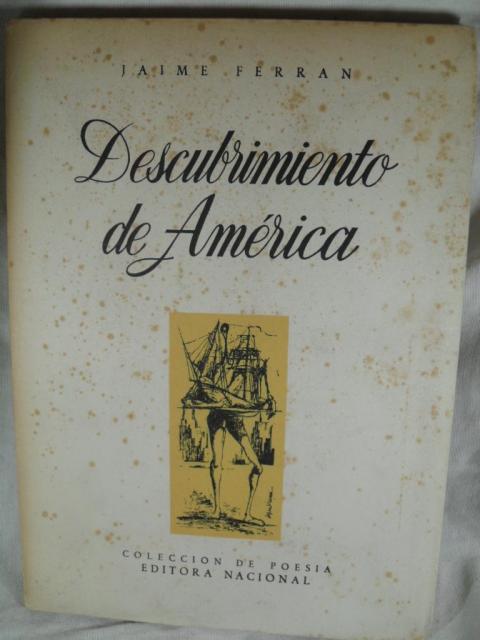 JAIME FERRAN
Descubrimiento
de América
COLECCION DE POESIA
EDITORA NACIONAL